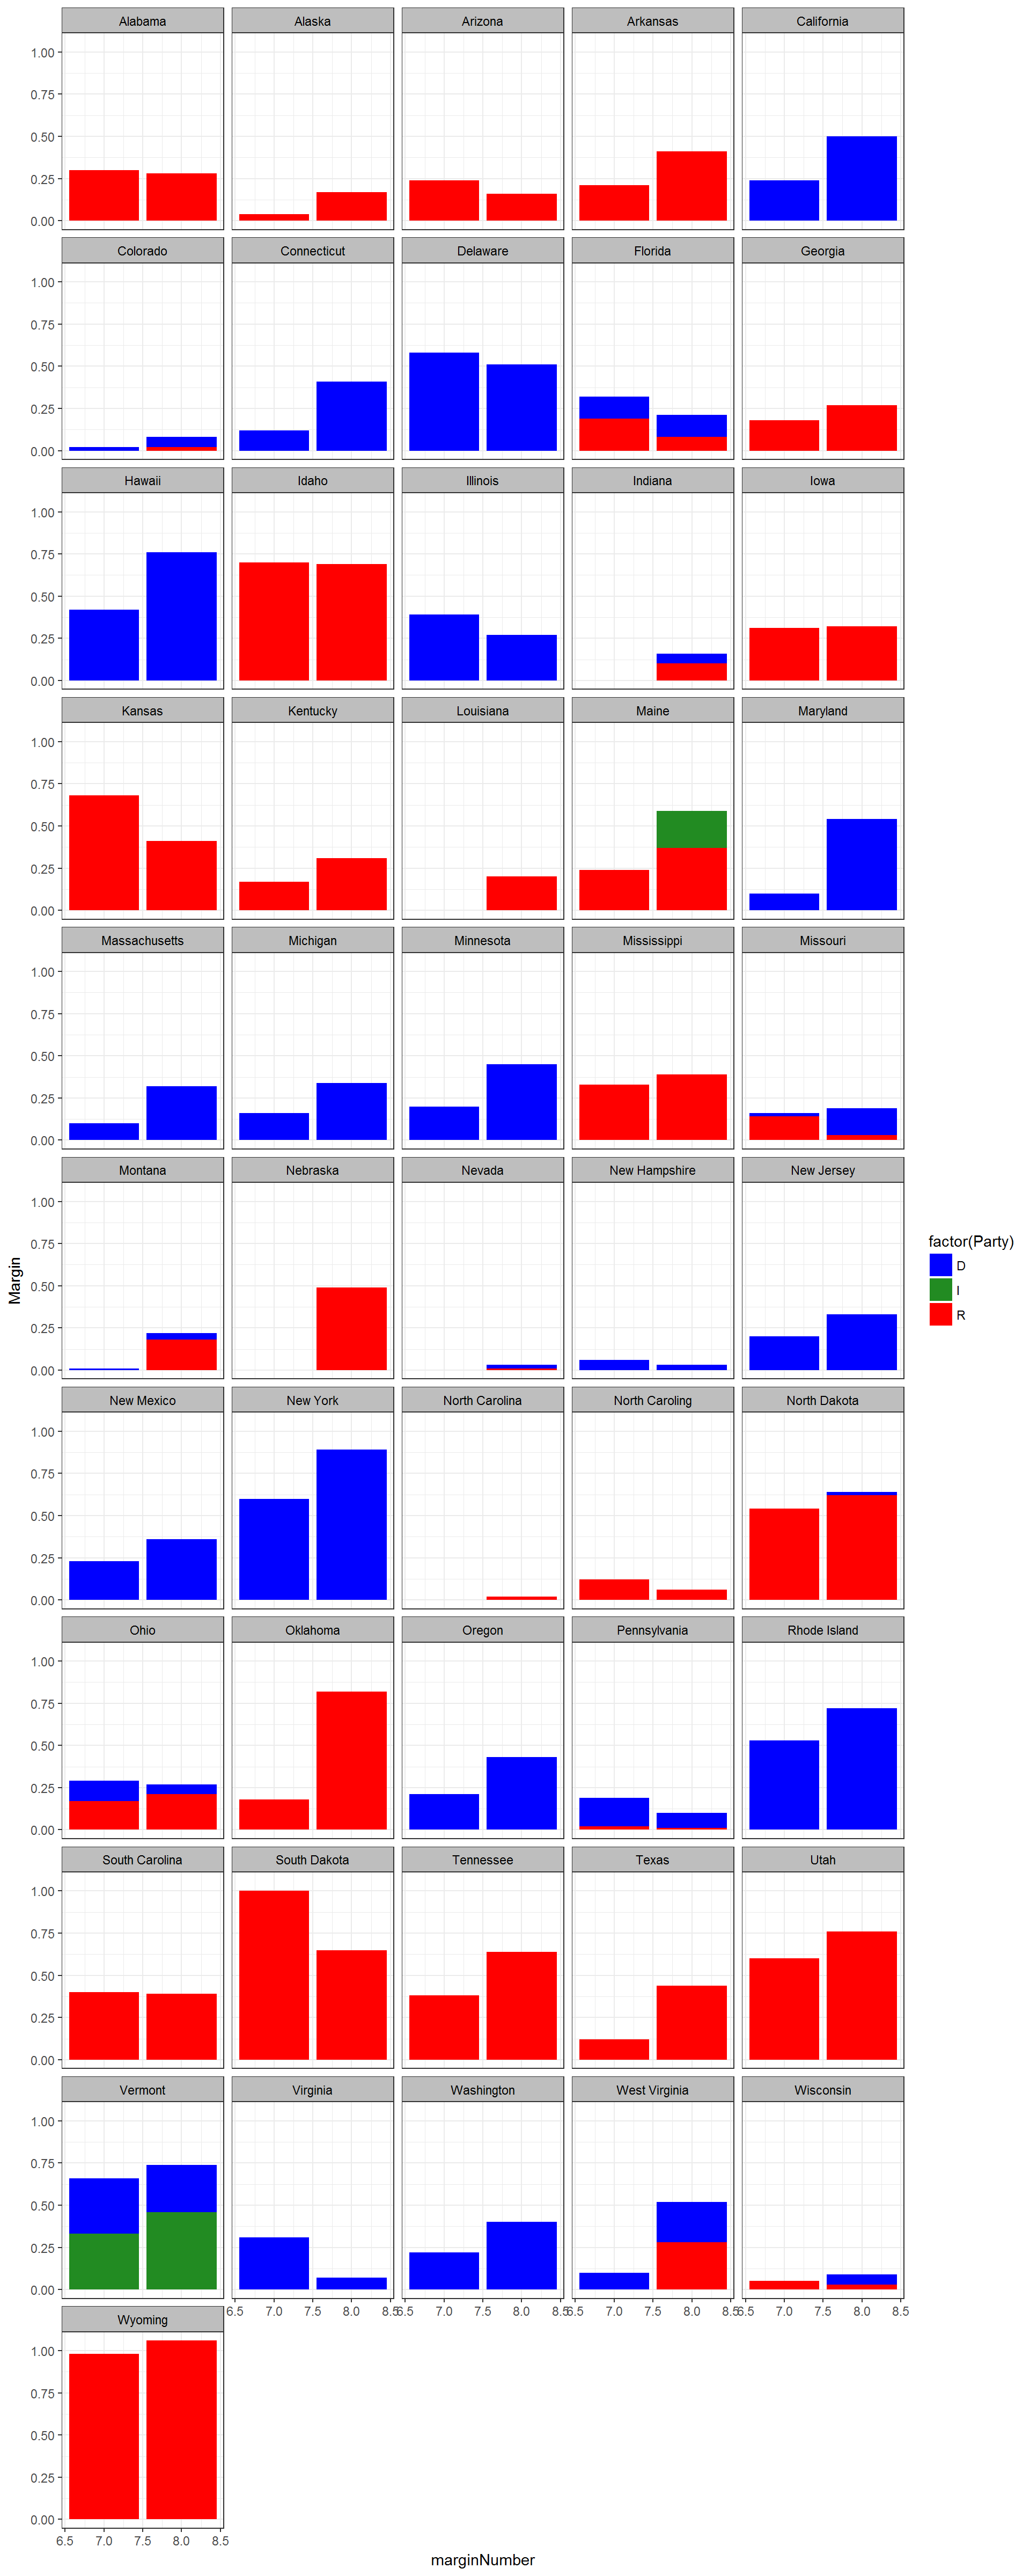 Alabama Alaska Arizona Arkansas California
1.00
0.75
0.50
0.25
0.00
Colorado Connecticut Delaware Florida Georgia
1.00
0.75
0.50
0.25
0.00
Hawaii Idaho Illinois Indiana Iowa
1.00
0.75
0.50
0.25
0.00
Kansas Kentucky Louisiana Maine Maryland
1.00
0.75
0.50
0.25
0.00
Massachusetts Michigan Minnesota Mississippi Missouri
1.00
0.75
0.50
0.25
0.00
Montana Nebraska Nevada New Hampshire New Jersey
1.00
0.75
0.50
0.25
0.00
Margin
New Mexico New York North Carolina North Caroling North Dakota
1.00
0.75
0.50
0.25
0.00
Ohio Oklahoma Oregon Pennsylvania Rhode Island
1.00
0.75
0.50
0.25
0.00
South Carolina South Dakota Tennessee Texas Utah
1.00
0.75
0.50
0.25
0.00
Vermont Virginia Washington West Virginia Wisconsin
1.00
0.75
0.50
0.25
0.00
6.5 7.0 7.5 8.0 8.5 6.5 7.0 7.5 8.0 8.5 6.5 7.0 7.5 8.0 8.5 6.5 7.0 7.5 8.0 8.5
Wyoming
1.00
0.75
0.50
0.25
0.00
6.5 7.0 7.5 8.0 8.5
marginNumber
factor(Party)
D
I
R